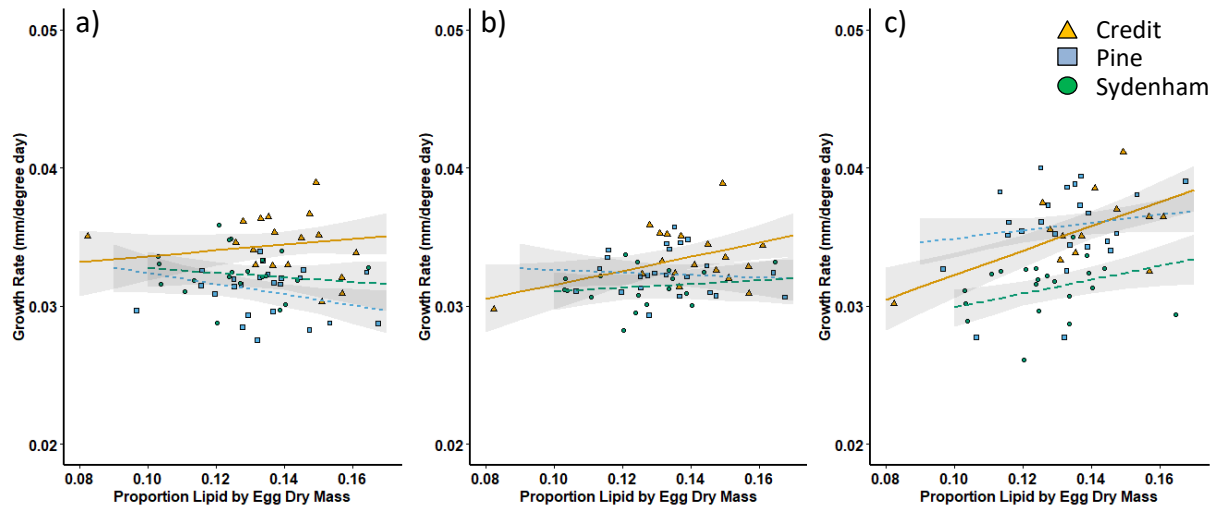 a)
0.05
0.04
0.03
0.02
Growth Rate (mm/degree day)
0.08 0.10 0.12 0.14 0.16
Proportion Lipid by Egg Dry Mass
b)
0.05
0.04
0.03
0.02
Growth Rate (mm/degree day)
0.08 0.10 0.12 0.14 0.16
Proportion Lipid by Egg Dry Mass
c)
Credit
Pine
Sydenham
0.05
0.04
0.03
0.02
Growth Rate (mm/degree day)
0.08 0.10 0.12 0.14 0.16
Proportion Lipid by Egg Dry Mass